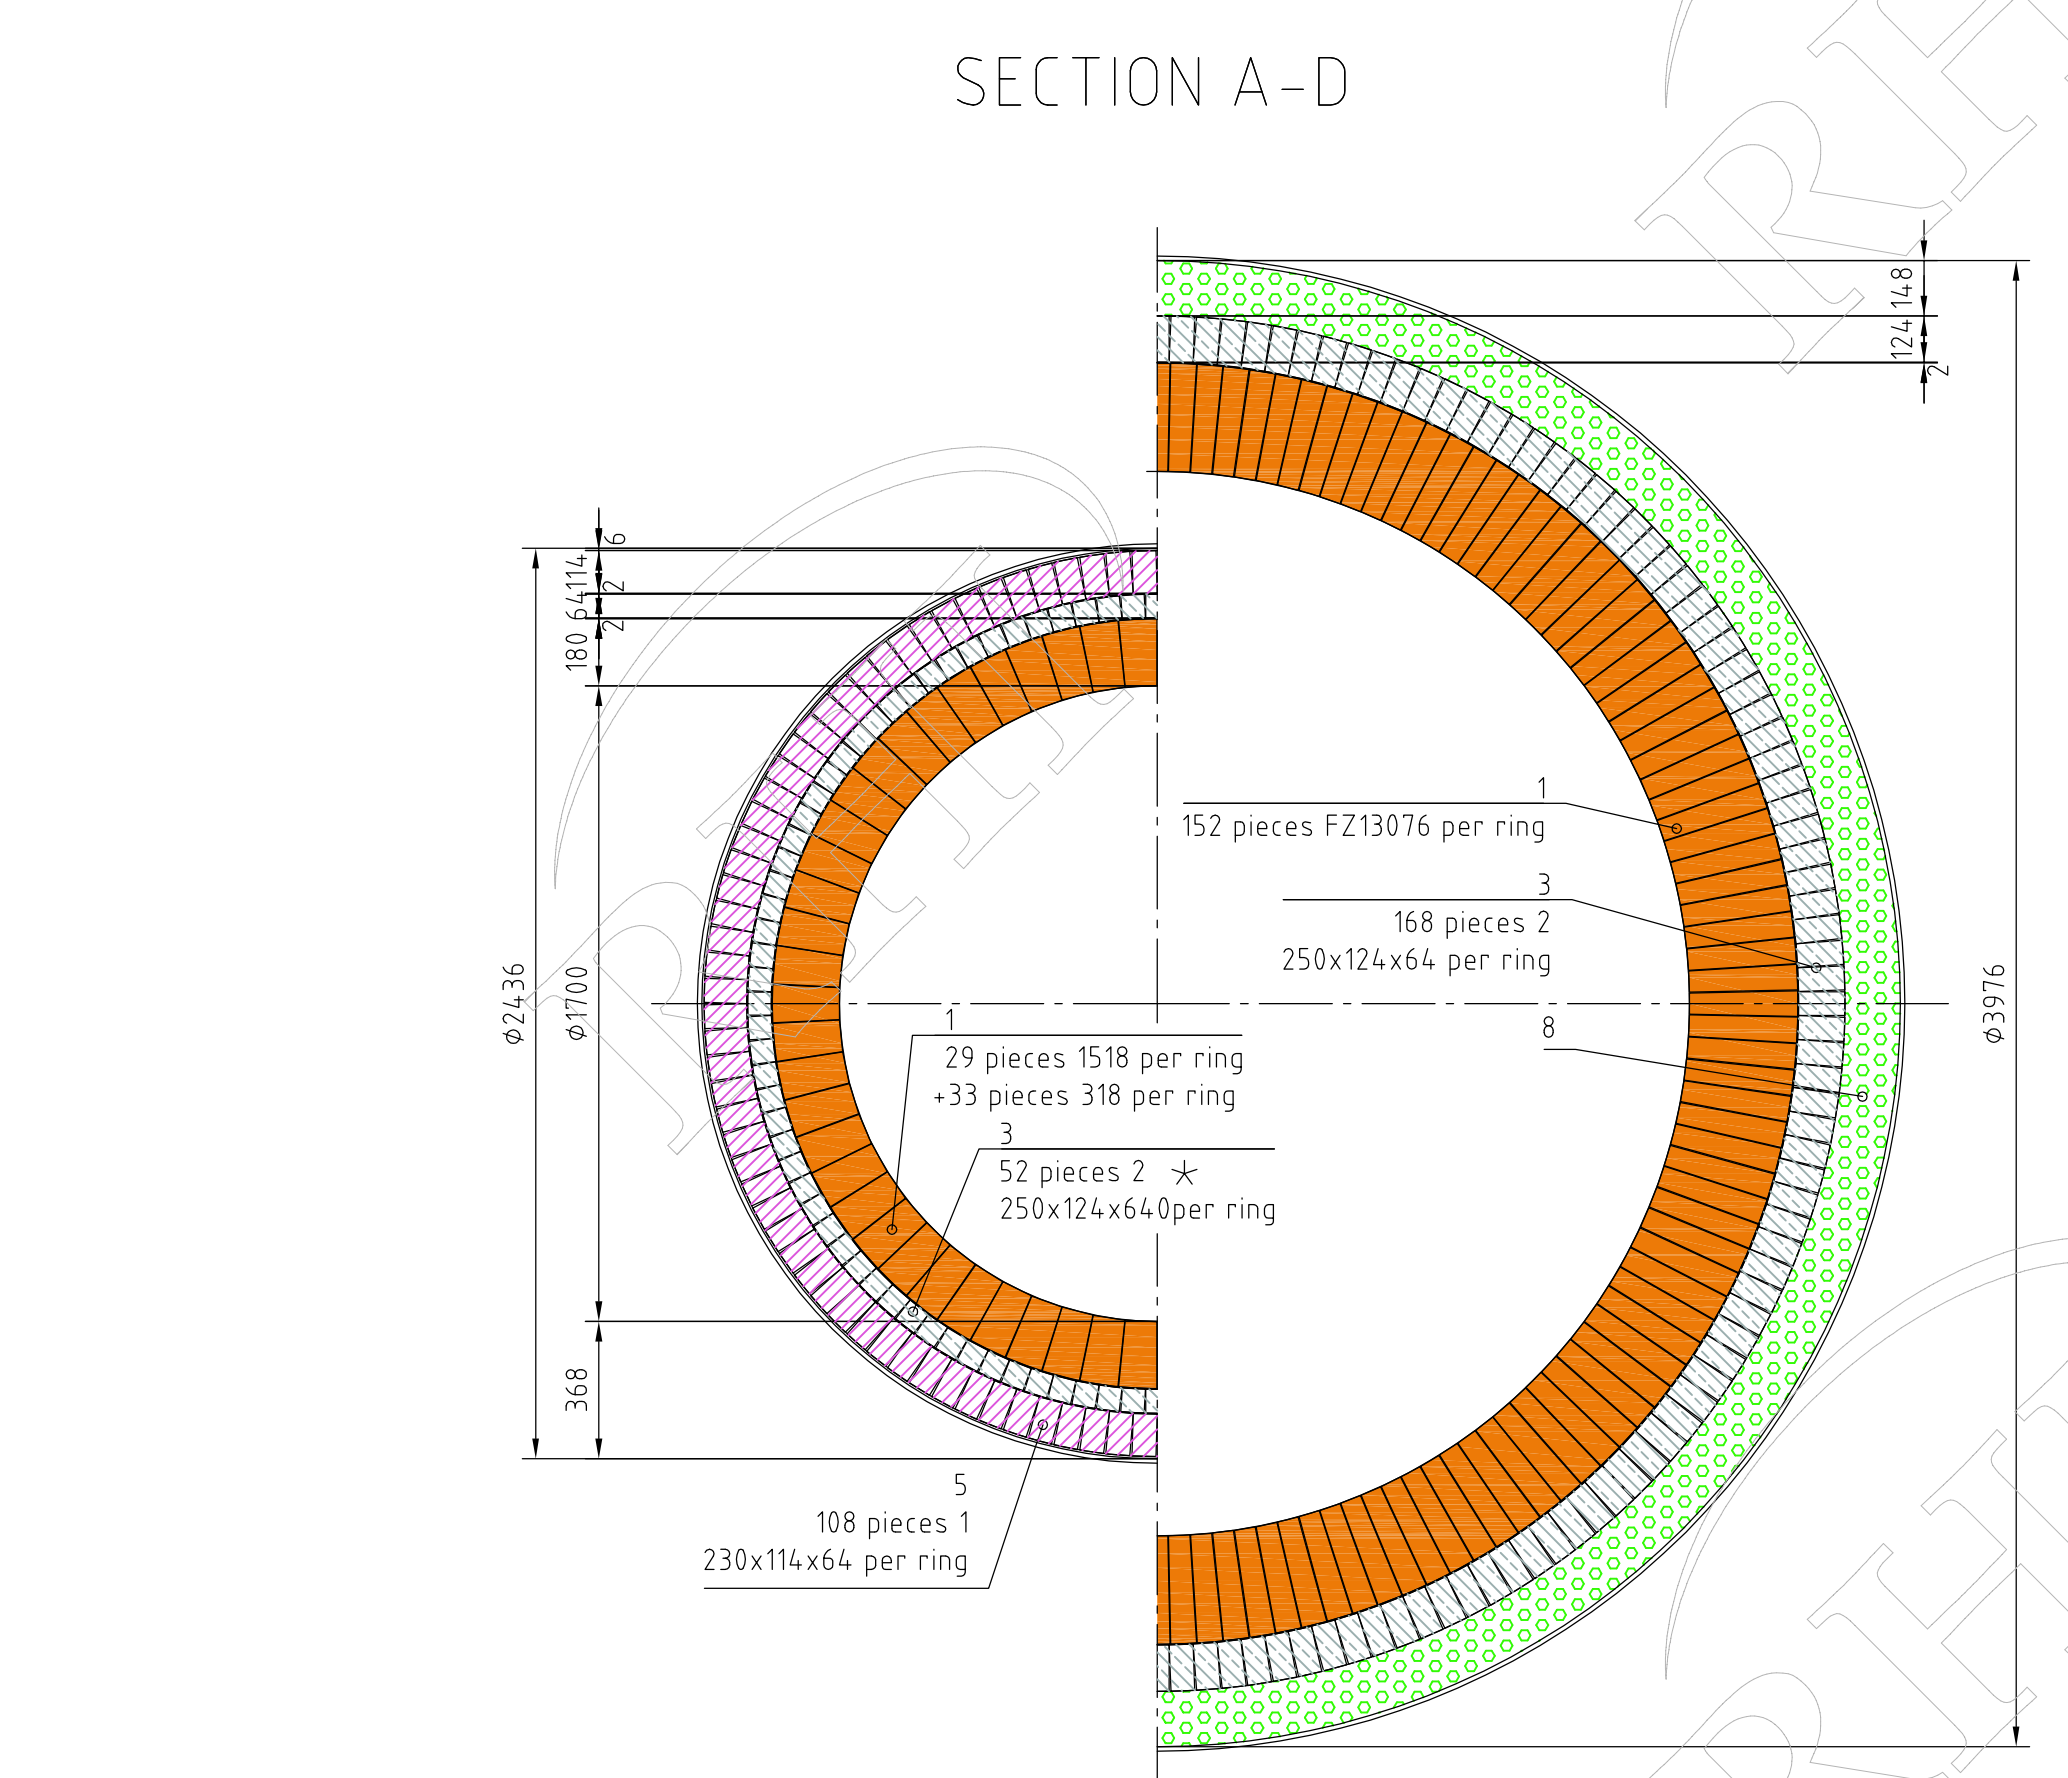 SECTION A-D
148
124
2
6
114
2
64
2
180
1
152 pieces FZ13076 per ring
3
168 pieces 2
250x124x64 per ring
ϕ2436
ϕ1700
ϕ3976
8
1
29 pieces 1518 per ring
+33 pieces 318 per ring
3
52 pieces 2 *
250x124x640per ring
368
5
108 pieces 1
230x114x64 per ring